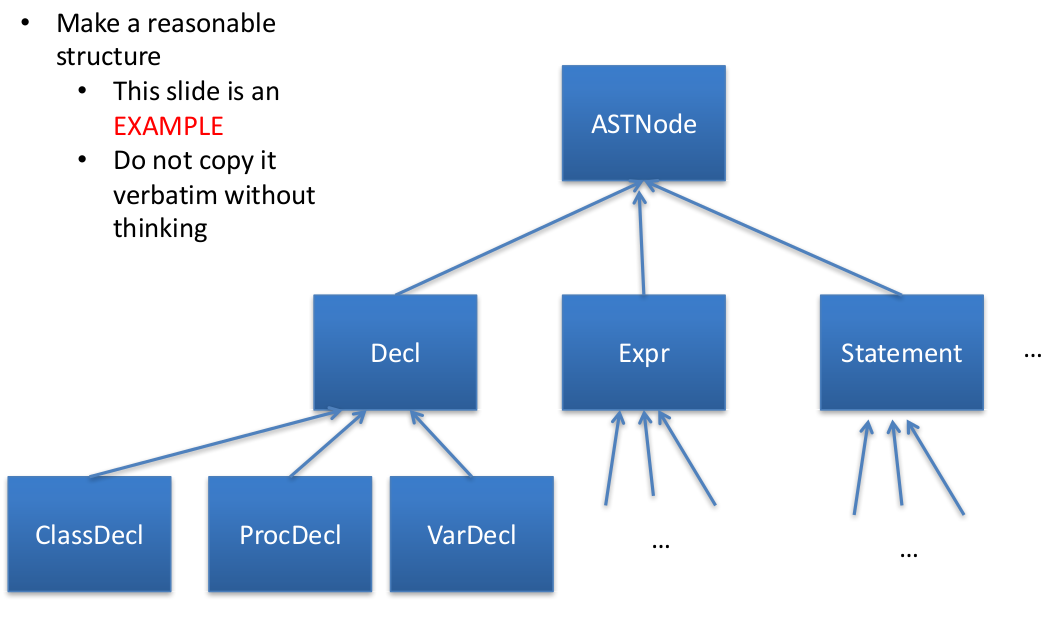 • Make a reasonable
structure
• This slide is an
EXAMPLE
• Do not copy it
verbatim without
thinking
ASTNode
Decl
Expr
Statement
...
ClassDecl
ProcDecl
VarDecl
...
...